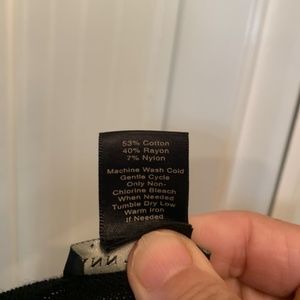 53% Cotton
40% Rayon
7% Nylon
Machine Wash Cold
Gentle Cycle
Only Non-
Chlorine Bleach
When Needed
Tumble Dry Low
Warm Iron
If Needed